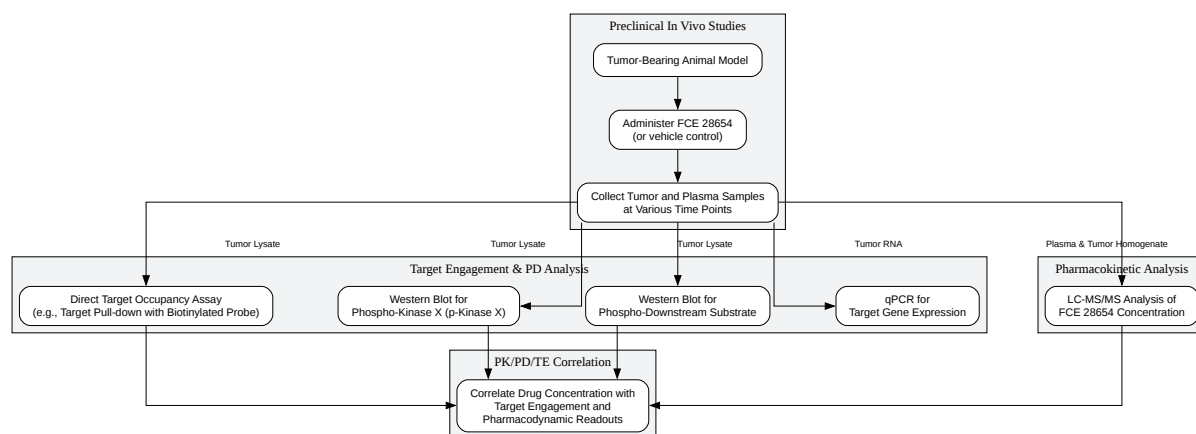 Preclinical In Vivo Studies
Tumor-Bearing Animal Model
Administer FCE 28654
(or vehicle control)
Collect Tumor and Plasma Samples
at Various Time Points
Tumor Lysate
Tumor Lysate
Tumor Lysate
Tumor RNA
Plasma & Tumor Homogenate
Target Engagement & PD Analysis
Pharmacokinetic Analysis
Direct Target Occupancy Assay
(e.g., Target Pull-down with Biotinylated Probe)
Western Blot for
Phospho-Kinase X (p-Kinase X)
Western Blot for
Phospho-Downstream Substrate
qPCR for
Target Gene Expression
LC-MS/MS Analysis of
FCE 28654 Concentration
PK/PD/TE Correlation
Correlate Drug Concentration with
Target Engagement and
Pharmacodynamic Readouts